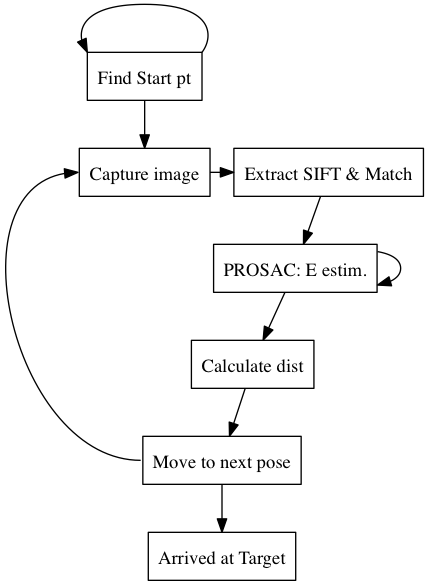 Find Start pt
Capture image
Extract SIFT & Match
PROSAC: E estim.
Calculate dist
Move to next pose
Arrived at Target